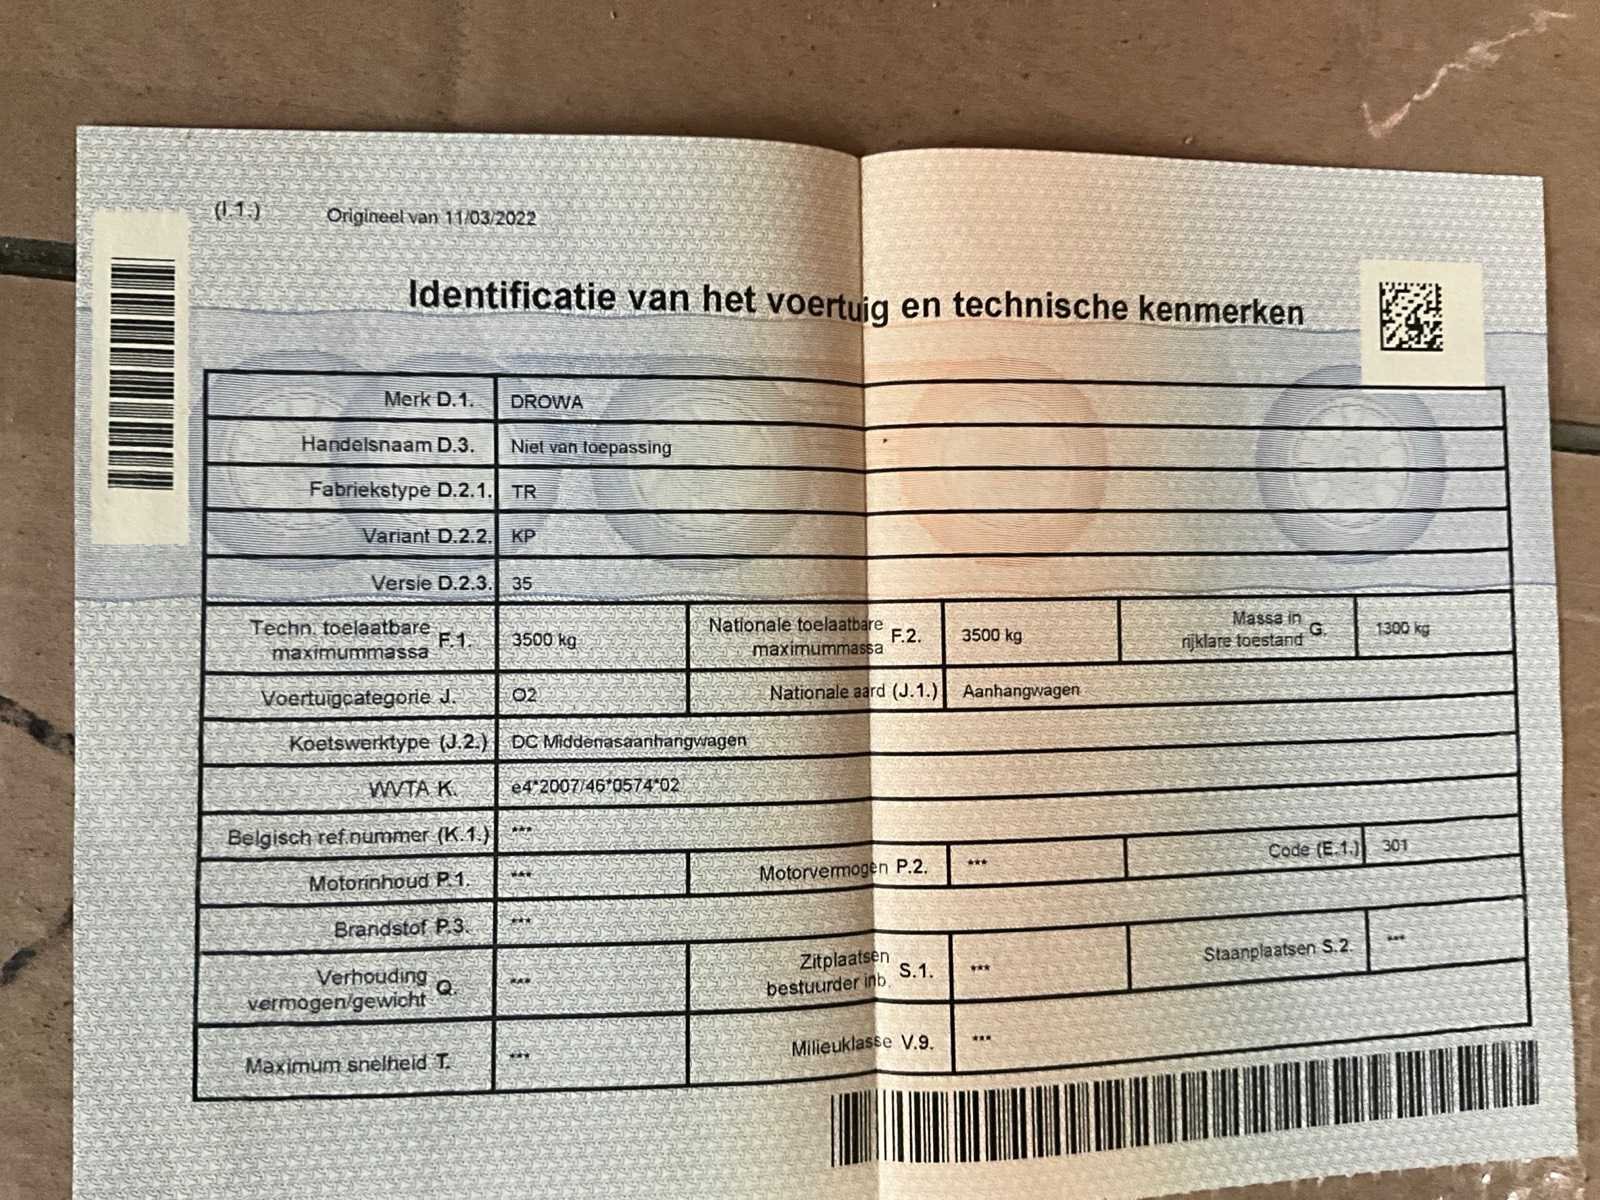 (I.1.) Origineel van 11/03/2022
Identificatie van het voertuig en technische kenmerken
Merk D.1. DROWA
Handelsnaam D.3. Niet van toepassing
Fabriekstype D.2.1. TR
Variant D.2.2. KP
Versie D.2.3. 35
Techn. toelaatbare maximummassa F.1. 3500 kg Nationale toelaatbare maximummassa F.2. 3500 kg Massa in rijklare toestand G. 1300 kg
Voertuigcategorie J. O2 Nationale aard (J.1.) Aanhangwagen
Koetswerktype (J.2.) DC Middenasaanhangwagen
WVTA K. e4*2007/46*0574*02
Belgisch ref.nummer (K.1.) ***
Motorinhoud P.1. *** Motorvermogen P.2. *** Code (E.1.) 301
Brandstof P.3. ***
Verhouding vermogen/gewicht Q. *** Zitplaatsen bestuurder inb. S.1. *** Staanplaatsen S.2. ***
Maximum snelheid T. *** Milieuklasse V.9. ***